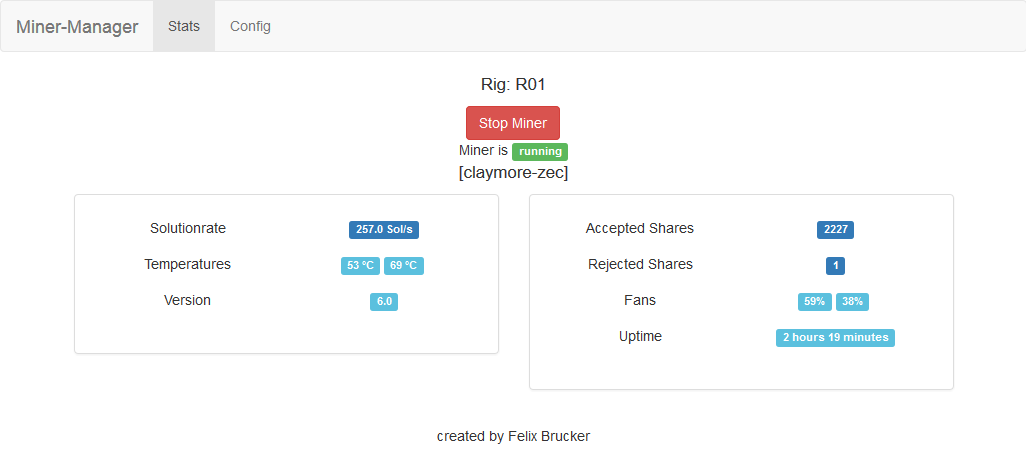 Miner-Manager Stats Config
Rig: R01
Stop Miner
Miner is running
[claymore-zec]
Solutionrate 257.0 Sol/s
Temperatures 53 °C 69 °C
Version 6.0
Accepted Shares 2227
Rejected Shares 1
Fans 59% 38%
Uptime 2 hours 19 minutes
created by Felix Brucker